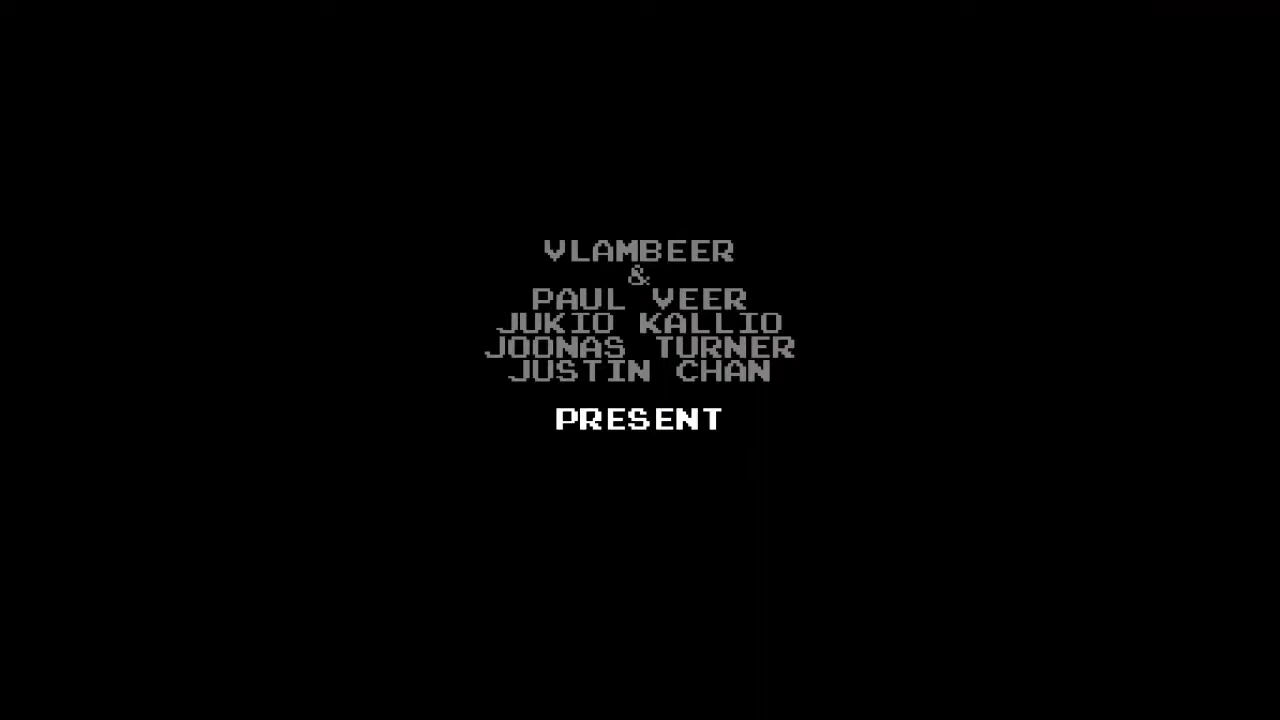 VLAMBEER
&
PAUL VEER
JUKIO KALLIO
JOONAS TURNER
JUSTIN CHAN
PRESENT